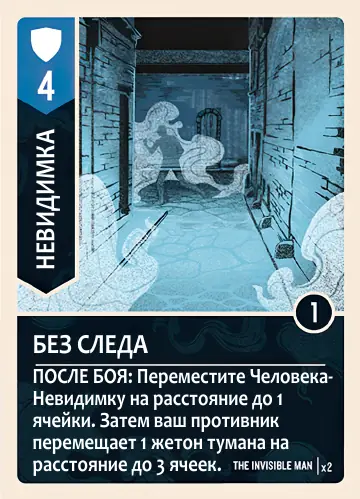 4
НЕВИДИМКА
1
БЕЗ СЛЕДА
ПОСЛЕ БОЯ: Переместите Человека-
Невидимку на расстояние до 1
ячейки. Затем ваш противник
перемещает 1 жетон тумана на
расстояние до 3 ячеек. THE INVISIBLE MAN | x2